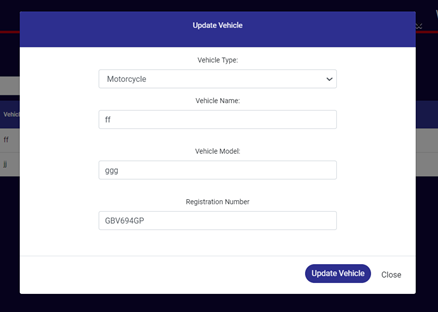 Update Vehicle
Vehicle Type:
Motorcycle
Vehicle Name:
ff
Vehicle Model:
ggg
Registration Number
GBV694GP
Update Vehicle
Close
ff
jj